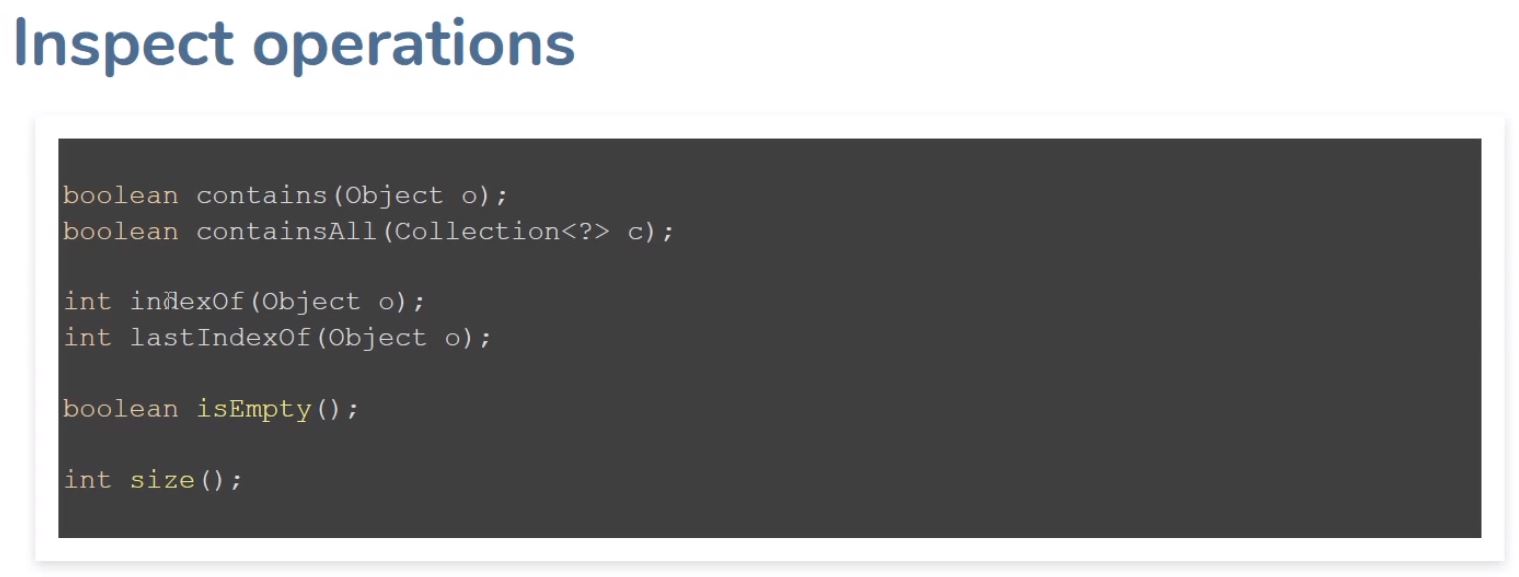 Inspect operations
boolean contains(Object o);
boolean containsAll(Collection<?> c);
int indexOf(Object o);
int lastIndexOf(Object o);
boolean isEmpty();
int size();